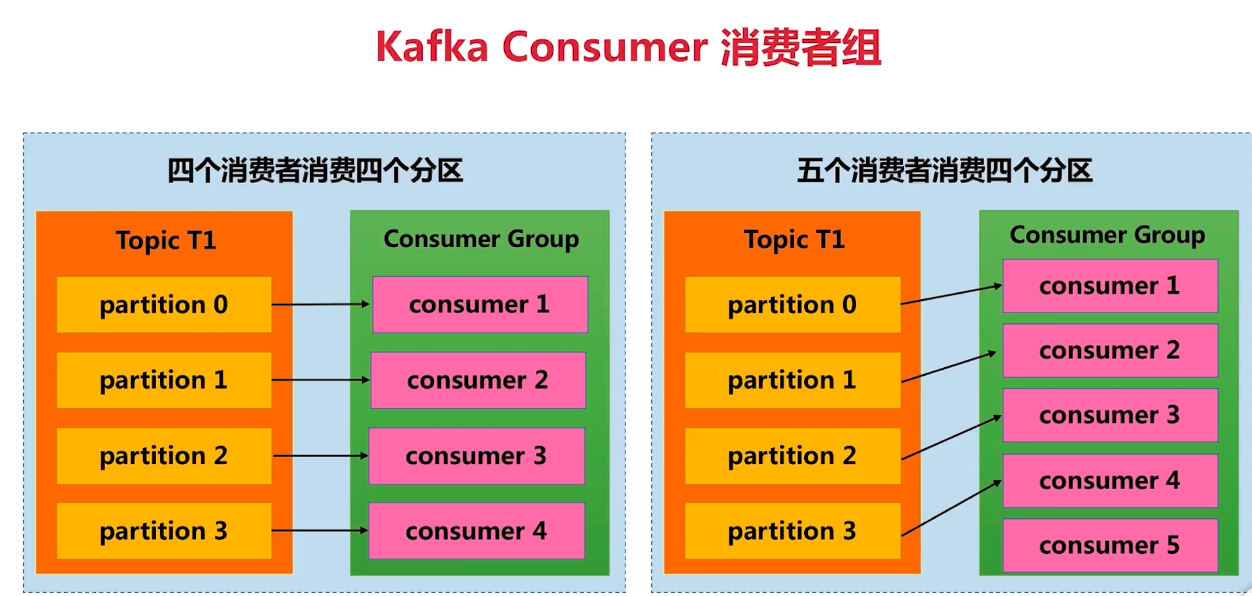 Kafka Consumer 消费者组
四个消费者消费四个分区
Topic T1
partition 0
partition 1
partition 2
partition 3
Consumer Group
consumer 1
consumer 2
consumer 3
consumer 4
五个消费者消费四个分区
Topic T1
partition 0
partition 1
partition 2
partition 3
Consumer Group
consumer 1
consumer 2
consumer 3
consumer 4
consumer 5